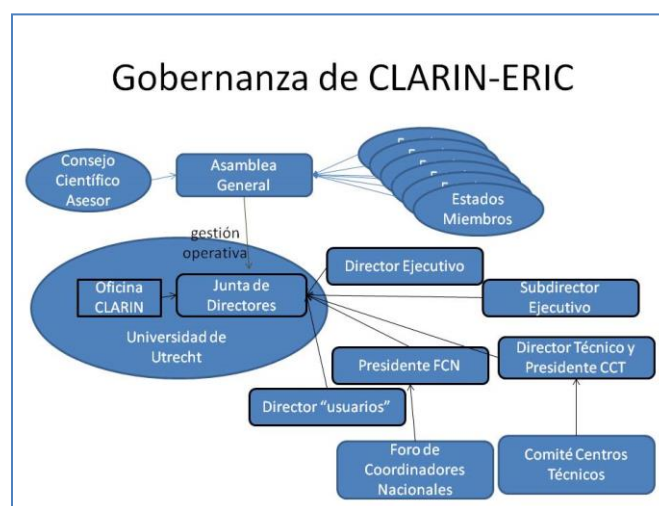 Gobernanza de CLARIN-ERIC
Consejo
Científico
Asesor
Asamblea
General
Estados
Miembros
gestión
operativa
Oficina
CLARIN
Junta de
Directores
Universidad de
Utrecht
Director Ejecutivo
Subdirector
Ejecutivo
Presidente FCN
Director Técnico y
Presidente CCT
Director “usuarios”
Foro de
Coordinadores
Nacionales
Comité Centros
Técnicos